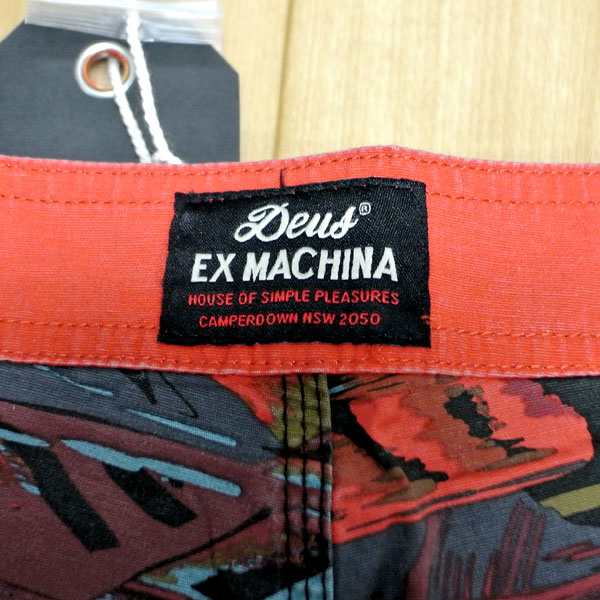 Deus®
EX MACHINA
HOUSE OF SIMPLE PLEASURES
CAMPERDOWN NSW 2050